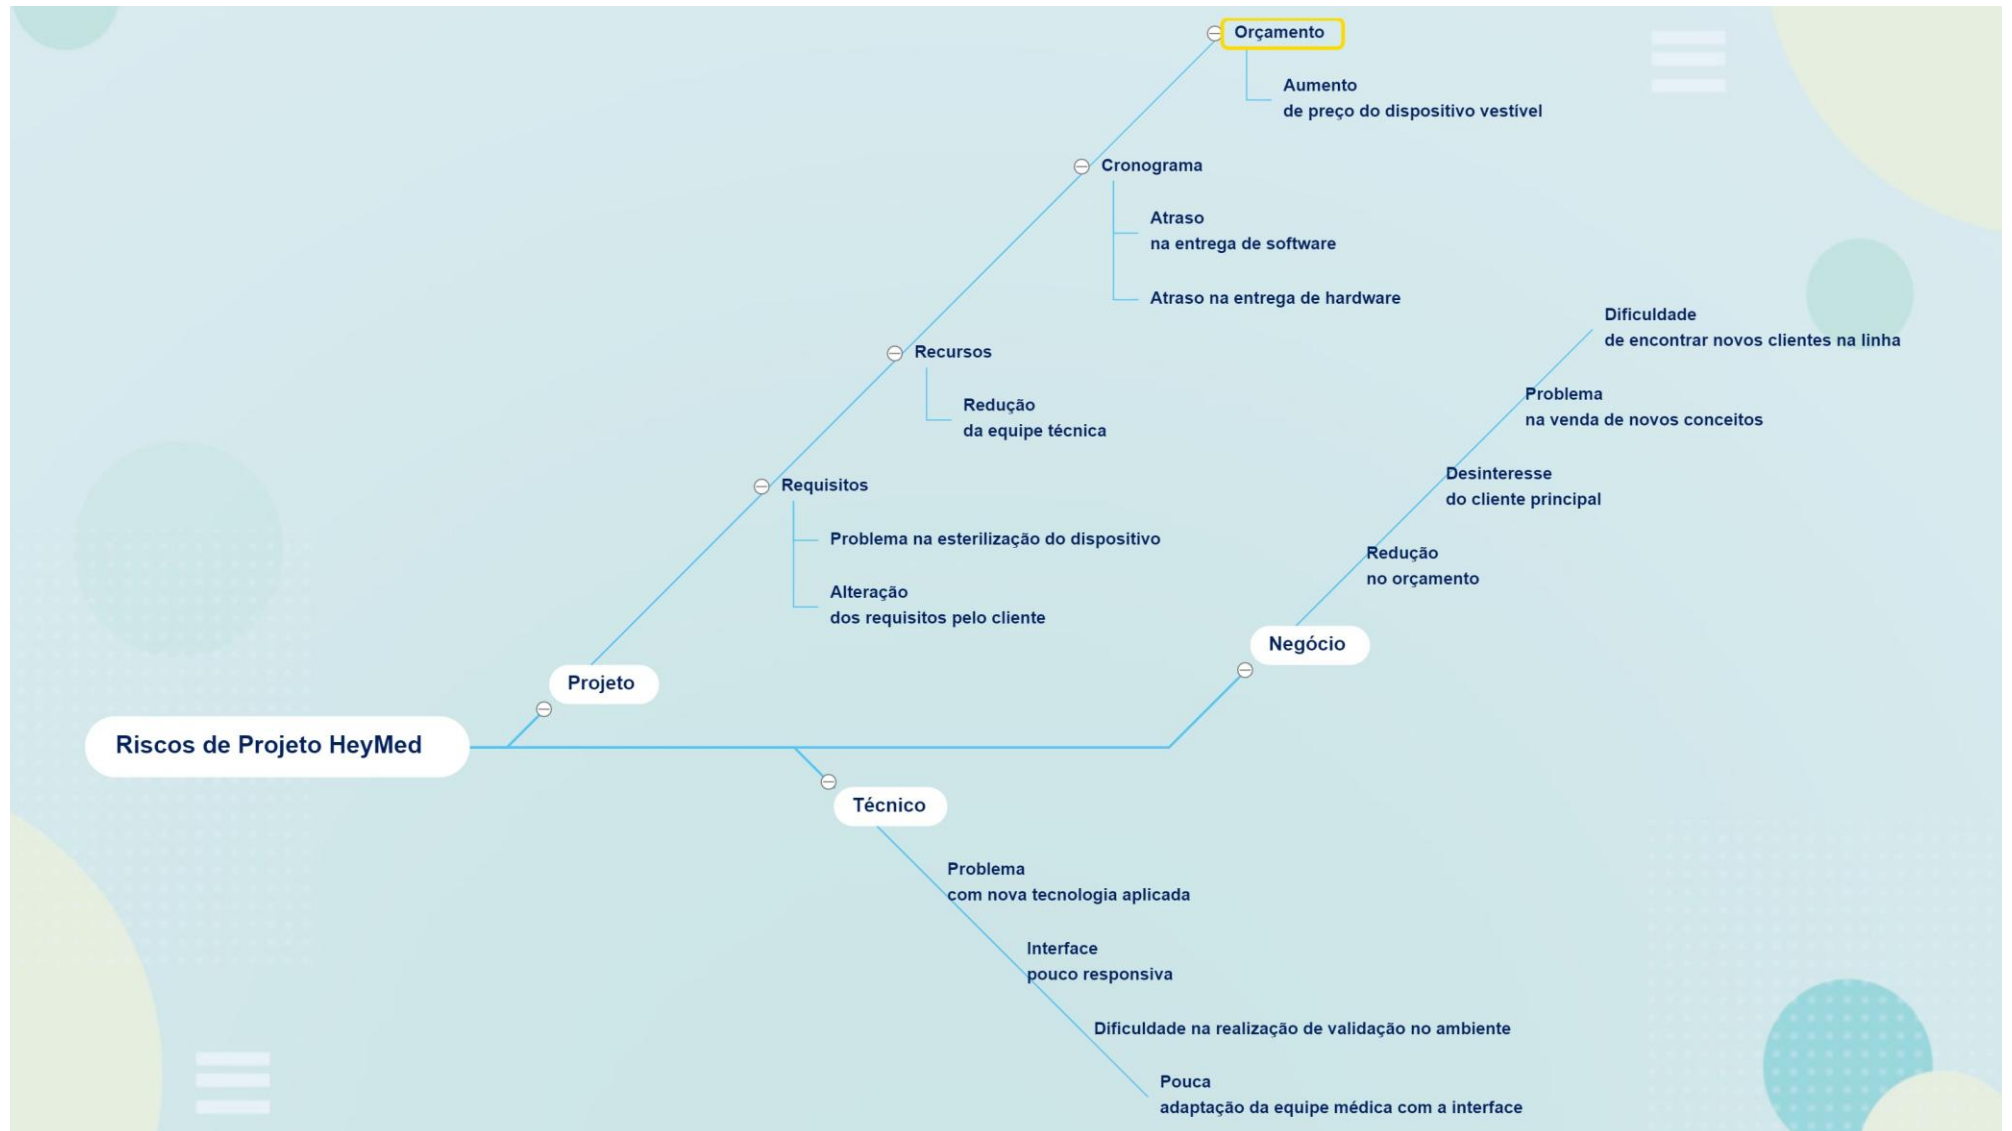 Orçamento
Aumento
de preço do dispositivo vestível
Cronograma
Atraso
na entrega de software
Atraso na entrega de hardware
Recursos
Redução
da equipe técnica
Requisitos
Problema na esterilização do dispositivo
Alteração
dos requisitos pelo cliente
Projeto
Riscos de Projeto HeyMed
Dificuldade
de encontrar novos clientes na linha
Problema
na venda de novos conceitos
Desinteresse
do cliente principal
Redução
no orçamento
Negócio
Técnico
Problema
com nova tecnologia aplicada
Interface
pouco responsiva
Dificuldade na realização de validação no ambiente
Pouca
adaptação da equipe médica com a interface